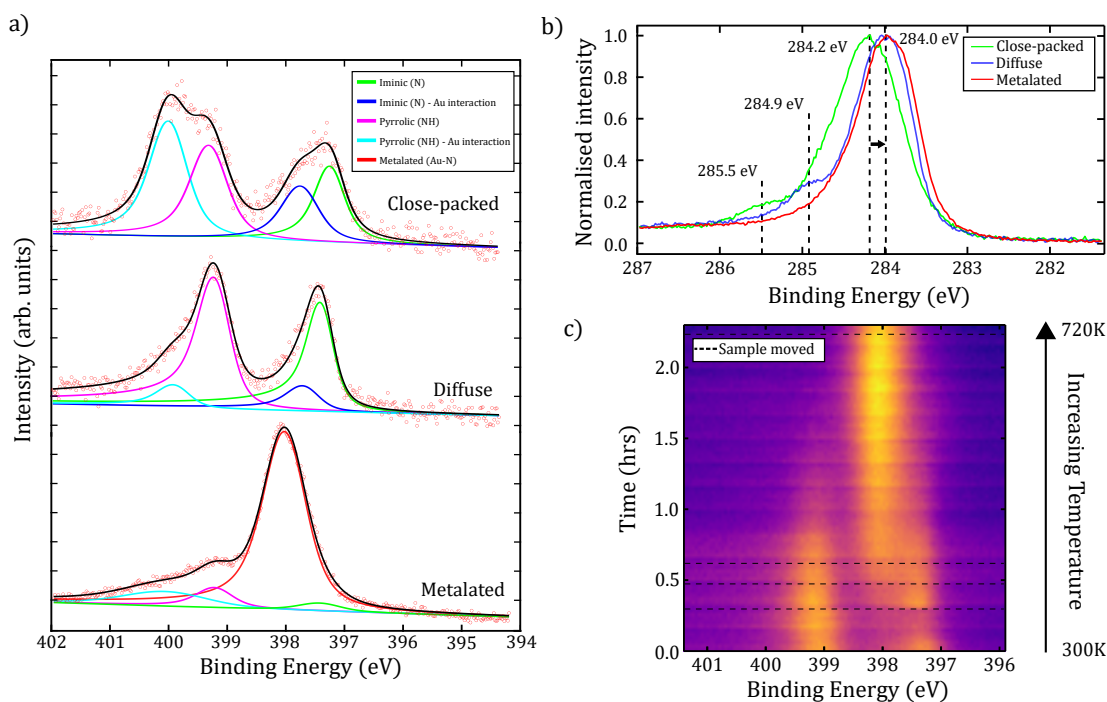 a)
Intensity (arb. units)
Iminic (N)
Iminic (N) - Au interaction
Pyrrolic (NH)
Pyrrolic (NH) - Au interaction
Metalated (Au-N)
Close-packed
Diffuse
Metalated
402 401 400 399 398 397 396 395 394
Binding Energy (eV)
b)
Normalised intensity
1.0
0.8
0.6
0.4
0.2
0.0
284.2 eV
284.0 eV
284.9 eV
285.5 eV
Close-packed
Diffuse
Metalated
287 286 285 284 283 282
Binding Energy (eV)
c)
Sample moved
Time (hrs)
2.0
1.5
1.0
0.5
0.0
401 400 399 398 397 396
Binding Energy (eV)
720K
Increasing Temperature
300K